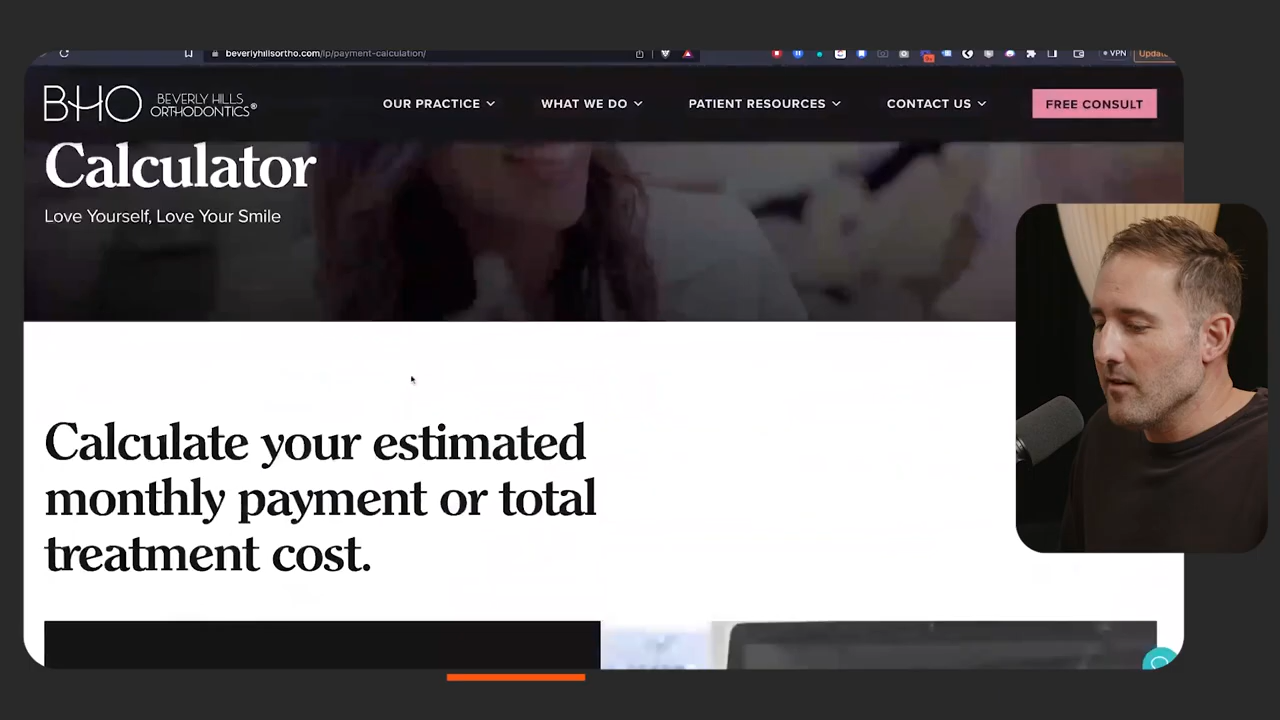 beverlyhillsortho.com/lp/payment-calculation/
VPN
BHO BEVERLY HILLS ORTHODONTICS®
OUR PRACTICE
WHAT WE DO
PATIENT RESOURCES
CONTACT US
FREE CONSULT
Calculator
Love Yourself, Love Your Smile
Calculate your estimated
monthly payment or total
treatment cost.